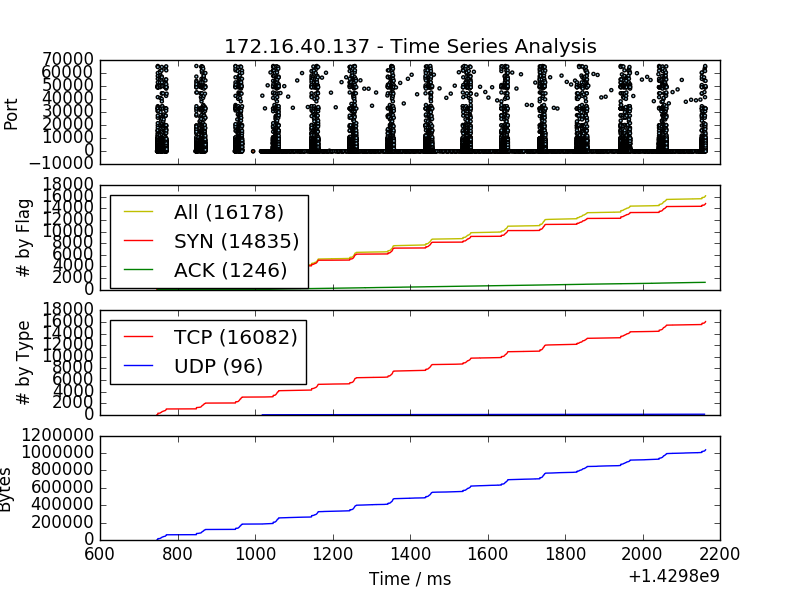 172.16.40.137 - Time Series Analysis
70000
60000
50000
40000
30000
20000
10000
0
−10000
Port
18000
16000
14000
12000
10000
8000
6000
4000
2000
0
# by Flag
All (16178)
SYN (14835)
ACK (1246)
18000
16000
14000
12000
10000
8000
6000
4000
2000
0
# by Type
TCP (16082)
UDP (96)
1200000
1000000
800000
600000
400000
200000
0
Bytes
600 800 1000 1200 1400 1600 1800 2000 2200
Time / ms
+1.4298e9